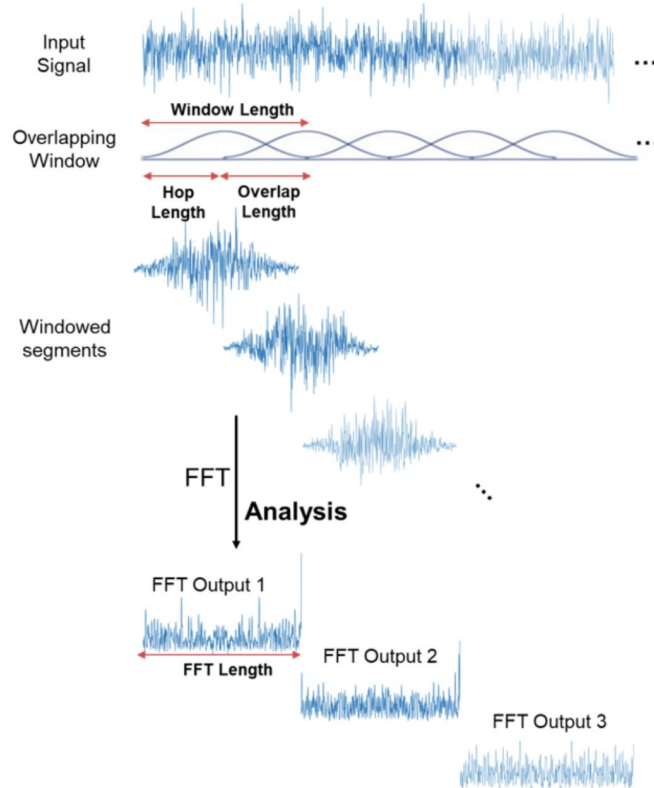 Input
Signal
...
Window Length
Overlapping
Window
...
Hop
Length
Overlap
Length
Windowed
segments
...
FFT
Analysis
FFT Output 1
FFT Length
FFT Output 2
FFT Output 3